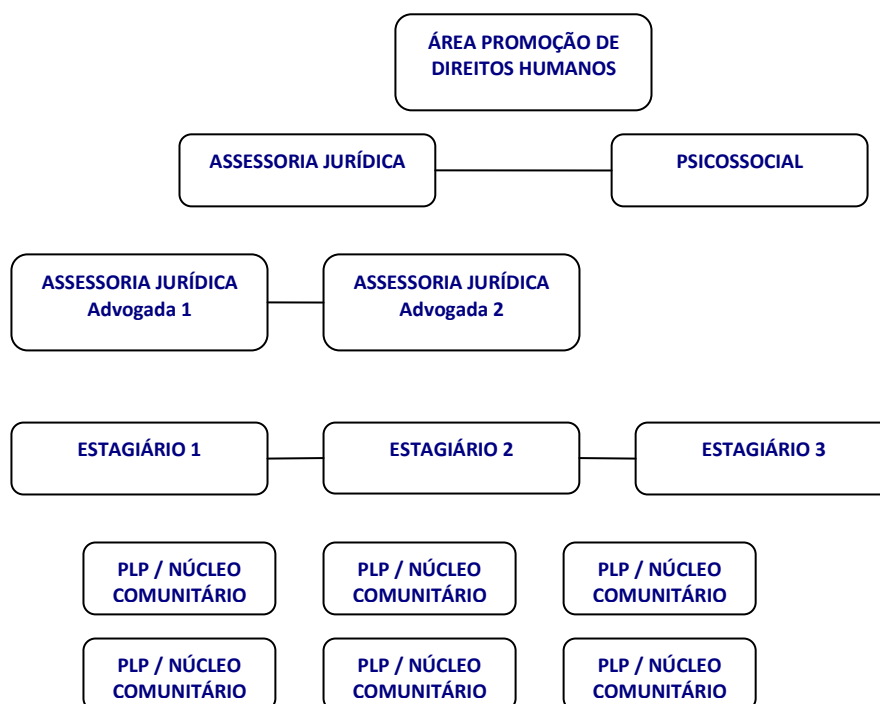 ÁREA PROMOÇÃO DE
DIREITOS HUMANOS
ASSESSORIA JURÍDICA
PSICOSSOCIAL
ASSESSORIA JURÍDICA
Advogada 1
ASSESSORIA JURÍDICA
Advogada 2
ESTAGIÁRIO 1
ESTAGIÁRIO 2
ESTAGIÁRIO 3
PLP / NÚCLEO
COMUNITÁRIO
PLP / NÚCLEO
COMUNITÁRIO
PLP / NÚCLEO
COMUNITÁRIO
PLP / NÚCLEO
COMUNITÁRIO
PLP / NÚCLEO
COMUNITÁRIO
PLP / NÚCLEO
COMUNITÁRIO